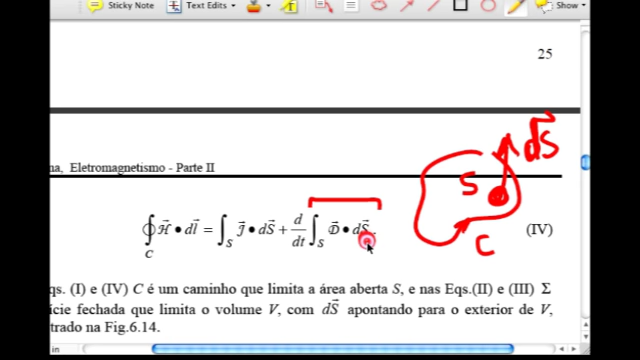 Sticky Note Text Edits Show
25
ma, Eletromagnetismo - Parte II
dS⃗
S
C
∮_C ℋ⃗ • dl⃗ = ∫_S 𝒥⃗ • dS⃗ + d/dt ∫_S 𝒟⃗ • dS⃗. (IV)
qs. (I) e (IV) C é um caminho que limita a área aberta S, e nas Eqs.(II) e (III) Σ
ície fechada que limita o volume V, com dS⃗ apontando para o exterior de V,
trado na Fig.6.14.
in